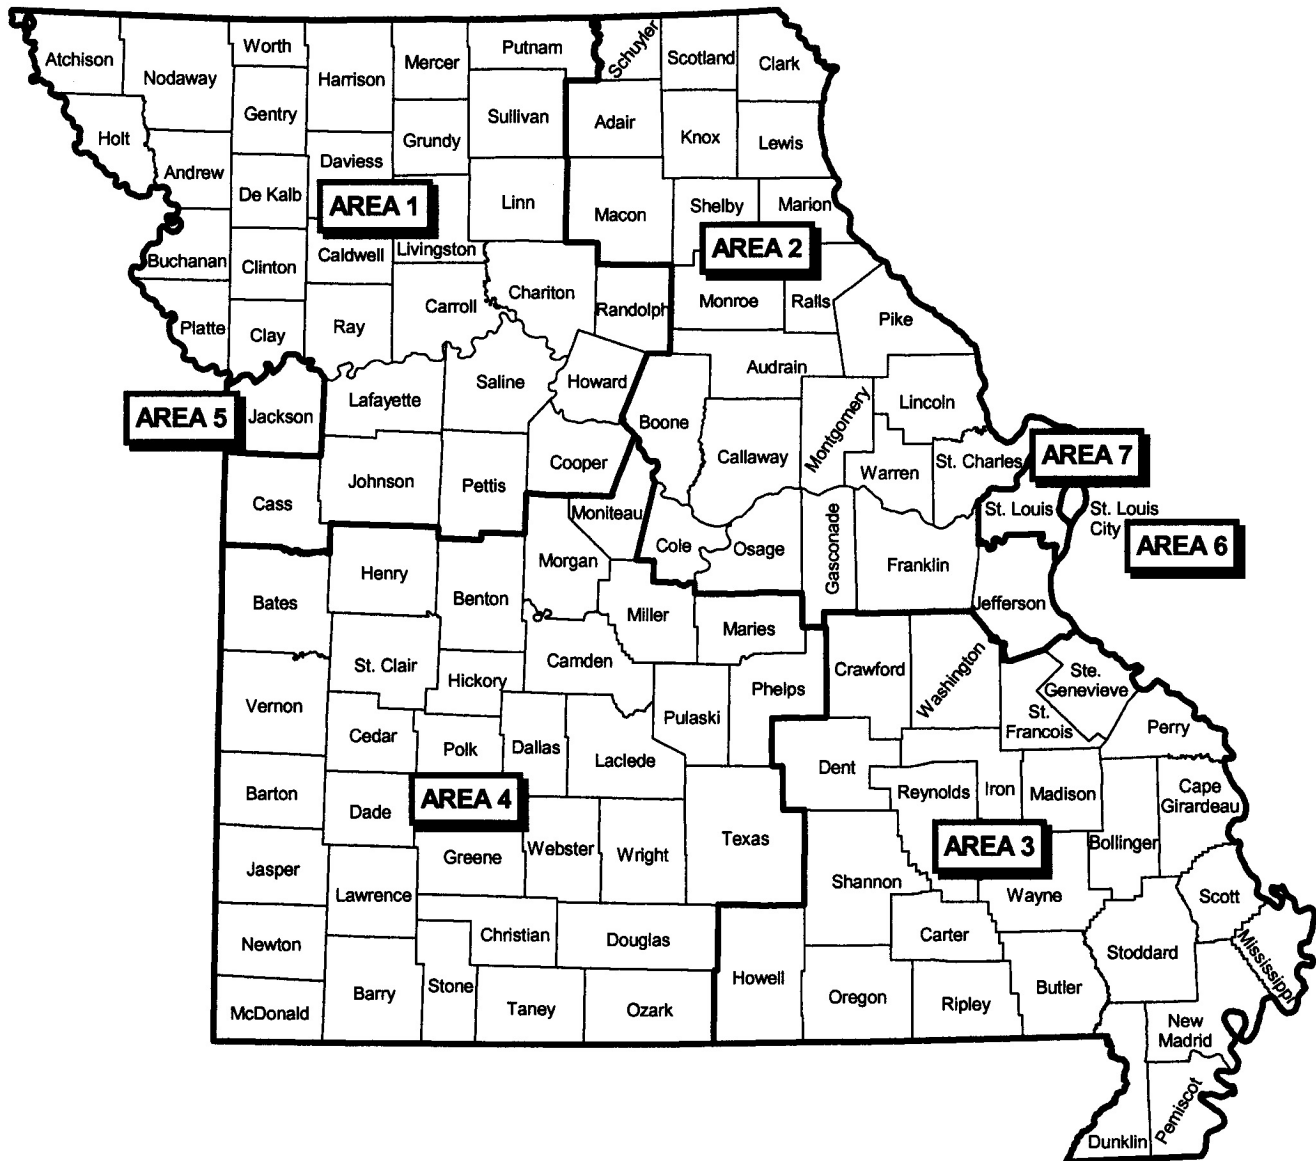 Atchison
Nodaway
Worth
Gentry
Harrison
Mercer
Putnam
Schuyler
Scotland
Clark
Holt
Andrew
De Kalb
Daviess
Grundy
Sullivan
Adair
Knox
Lewis
AREA 1
Linn
Macon
Shelby
Marion
AREA 2
Buchanan
Clinton
Caldwell
Livingston
Chariton
Randolph
Monroe
Ralls
Pike
Platte
Clay
Ray
Carroll
Audrain
AREA 5
Jackson
Lafayette
Saline
Howard
Boone
Callaway
Montgomery
Lincoln
Warren
St. Charles
AREA 7
Cass
Johnson
Pettis
Cooper
Moniteau
Cole
Osage
Gasconade
Franklin
St. Louis
St. Louis
City
AREA 6
Bates
Henry
Benton
Morgan
Miller
Maries
Jefferson
Vernon
St. Clair
Hickory
Camden
Pulaski
Phelps
Crawford
Washington
St.
Francois
Ste.
Genevieve
Perry
Cedar
Polk
Dallas
Laclede
Dent
Reynolds
Iron
Madison
Cape
Girardeau
Barton
Dade
AREA 4
Texas
AREA 3
Bollinger
Jasper
Lawrence
Greene
Webster
Wright
Shannon
Wayne
Scott
Newton
Christian
Douglas
Carter
Stoddard
Mississippi
McDonald
Barry
Stone
Taney
Ozark
Howell
Oregon
Ripley
Butler
New
Madrid
Dunklin
Pemiscot